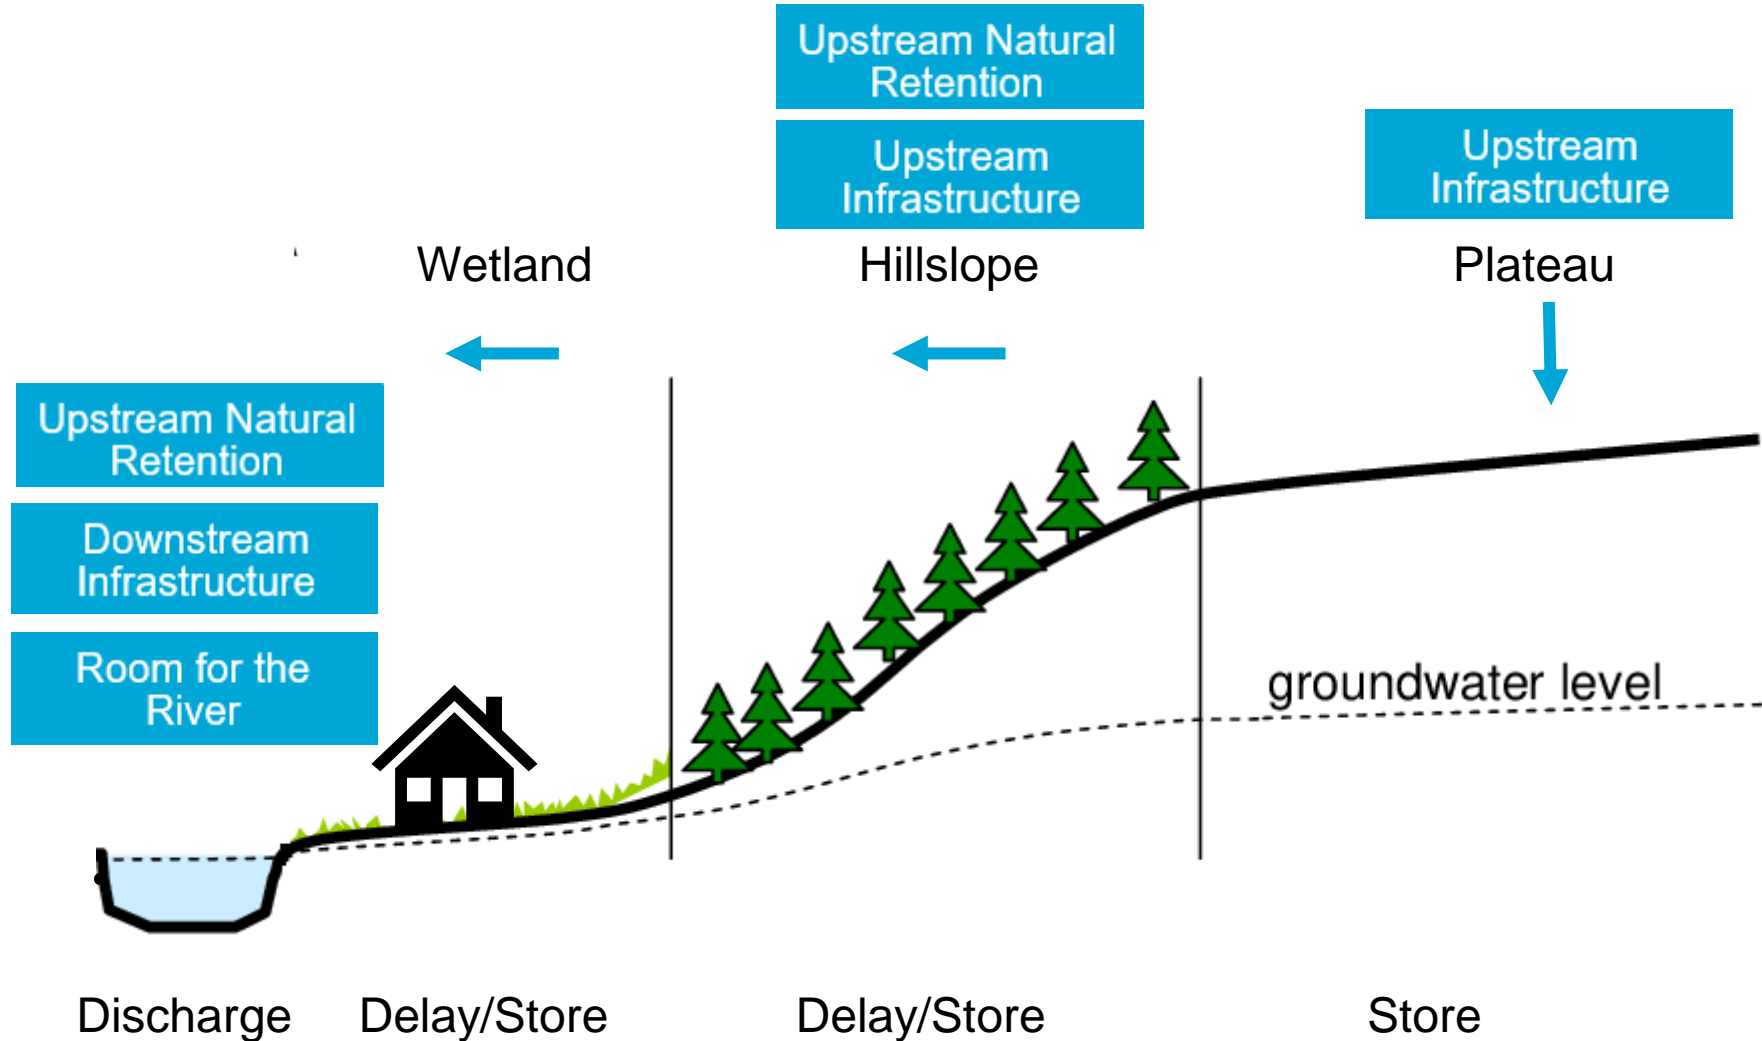 Upstream Natural
Retention
Upstream
Infrastructure
Upstream
Infrastructure
Wetland
Hillslope
Plateau
Upstream Natural
Retention
Downstream
Infrastructure
Room for the
River
groundwater level
Discharge
Delay/Store
Delay/Store
Store